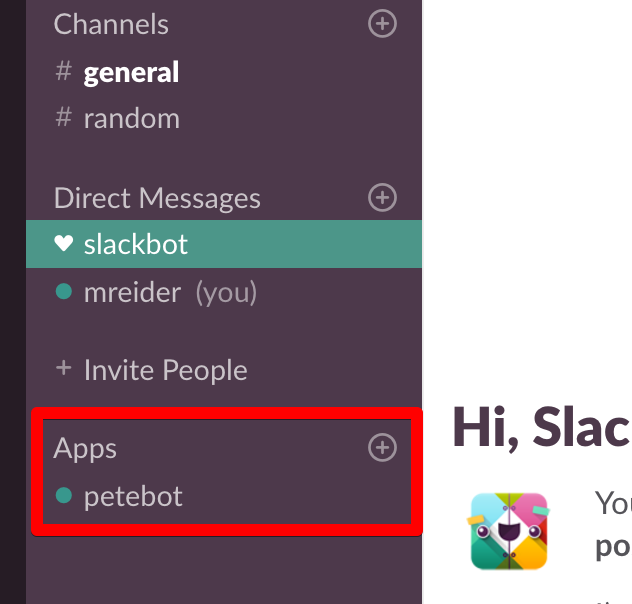 Channels
# general
# random
Direct Messages
slackbot
mreider (you)
+ Invite People
Apps
petebot
Hi, Slac
You
po